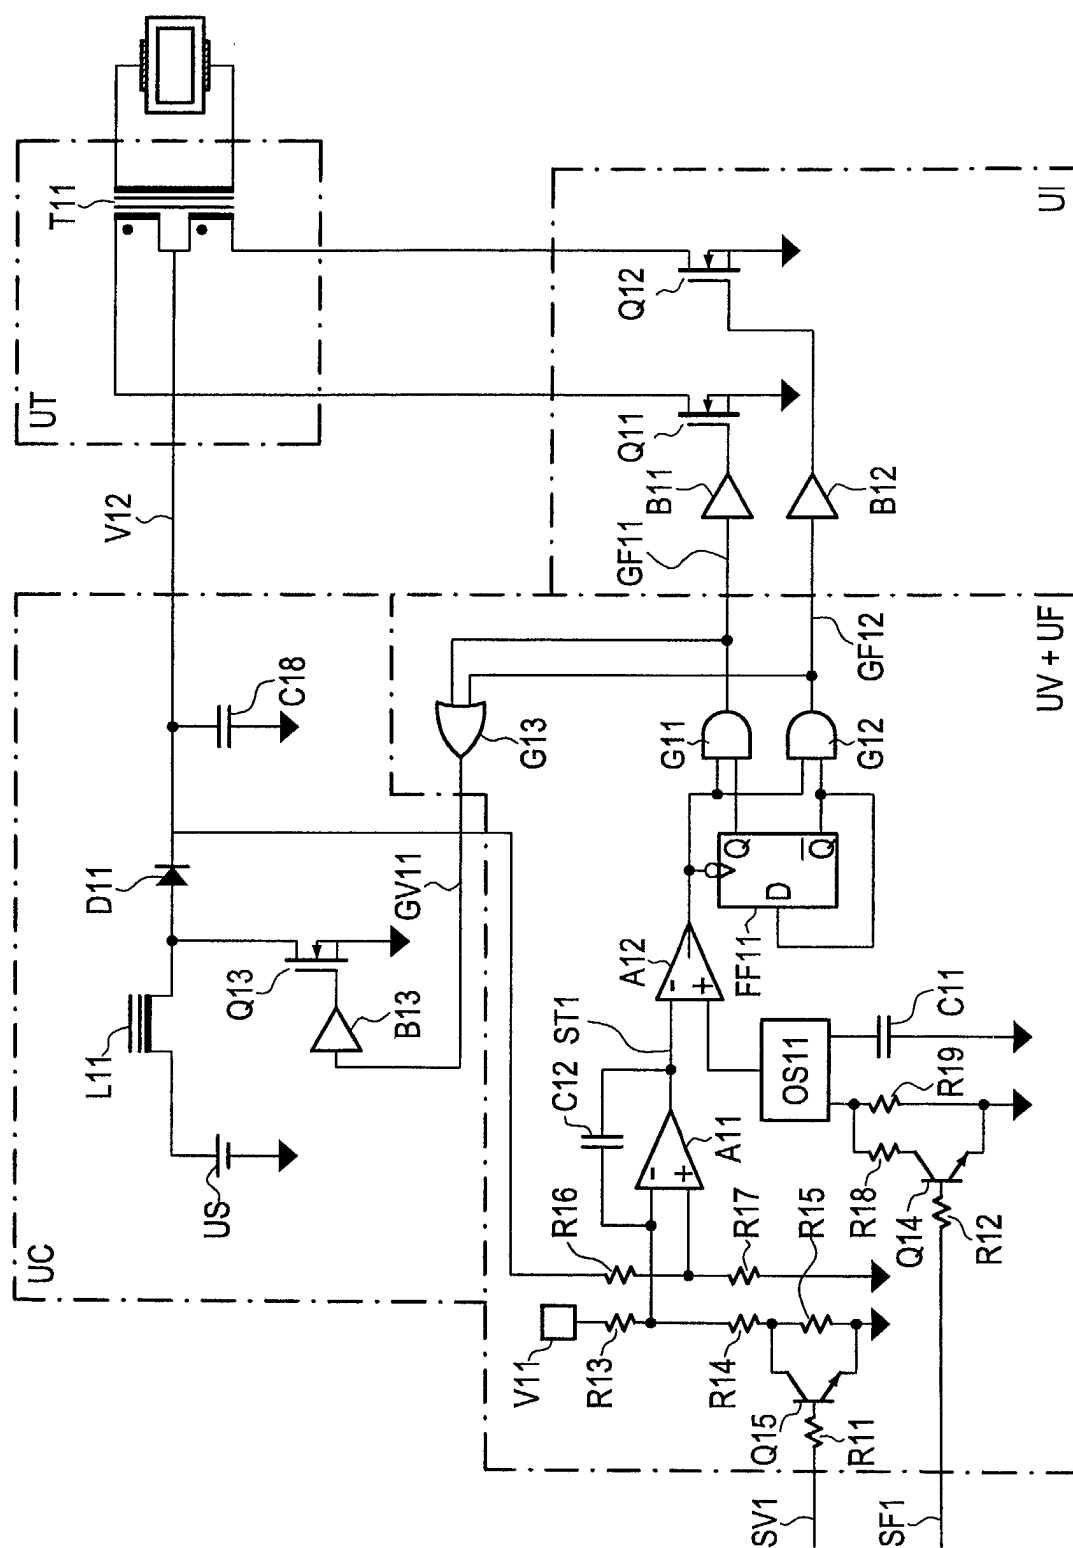 T11
UT
V12
UI
Q12
Q11
B11
B12
GF11
GF12
UV + UF
C18
G13
G11
G12
D11
GV11
Q
Q
D
FF11
A12
-
+
ST1
L11
Q13
B13
C12
C11
OS11
R19
A11
-
+
US
UC
R16
R17
R15
R18
Q14
R12
V11
R13
R14
Q15
R11
SV1
SF1